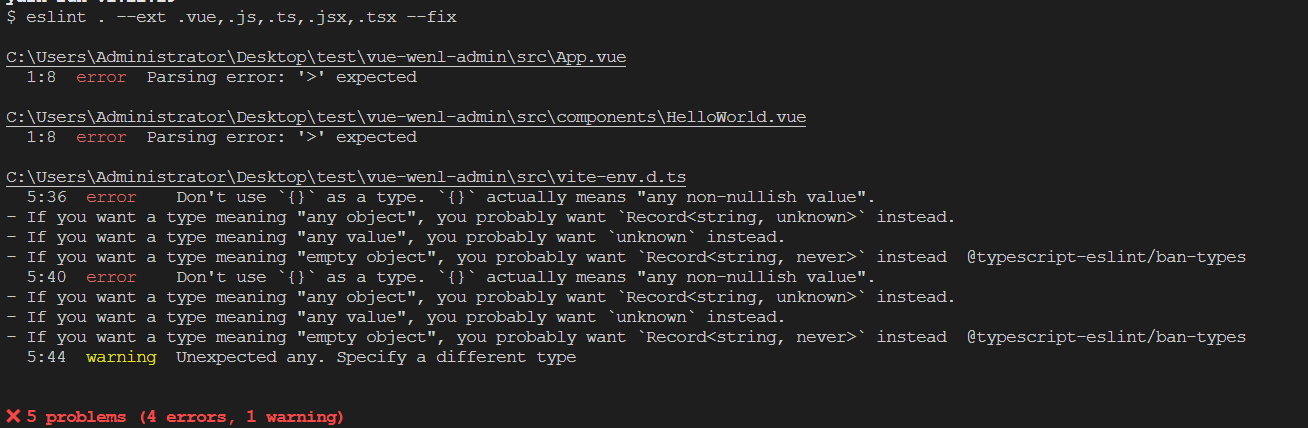 $ eslint . --ext .vue,.js,.ts,.jsx,.tsx --fix
C:\Users\Administrator\Desktop\test\vue-wenl-admin\src\App.vue
1:8 error Parsing error: '>' expected
C:\Users\Administrator\Desktop\test\vue-wenl-admin\src\components\HelloWorld.vue
1:8 error Parsing error: '>' expected
C:\Users\Administrator\Desktop\test\vue-wenl-admin\src\vite-env.d.ts
5:36 error Don't use `{}` as a type. `{}` actually means "any non-nullish value".
- If you want a type meaning "any object", you probably want `Record<string, unknown>` instead.
- If you want a type meaning "any value", you probably want `unknown` instead.
- If you want a type meaning "empty object", you probably want `Record<string, never>` instead @typescript-eslint/ban-types
5:40 error Don't use `{}` as a type. `{}` actually means "any non-nullish value".
- If you want a type meaning "any object", you probably want `Record<string, unknown>` instead.
- If you want a type meaning "any value", you probably want `unknown` instead.
- If you want a type meaning "empty object", you probably want `Record<string, never>` instead @typescript-eslint/ban-types
5:44 warning Unexpected any. Specify a different type
✖ 5 problems (4 errors, 1 warning)